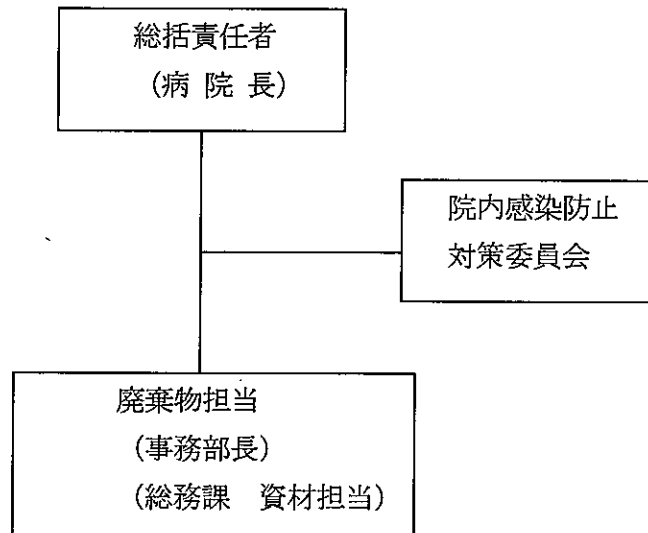 総括責任者
（病 院 長）
院内感染防止
対策委員会
廃棄物担当
（事務部長）
（総務課　資材担当）